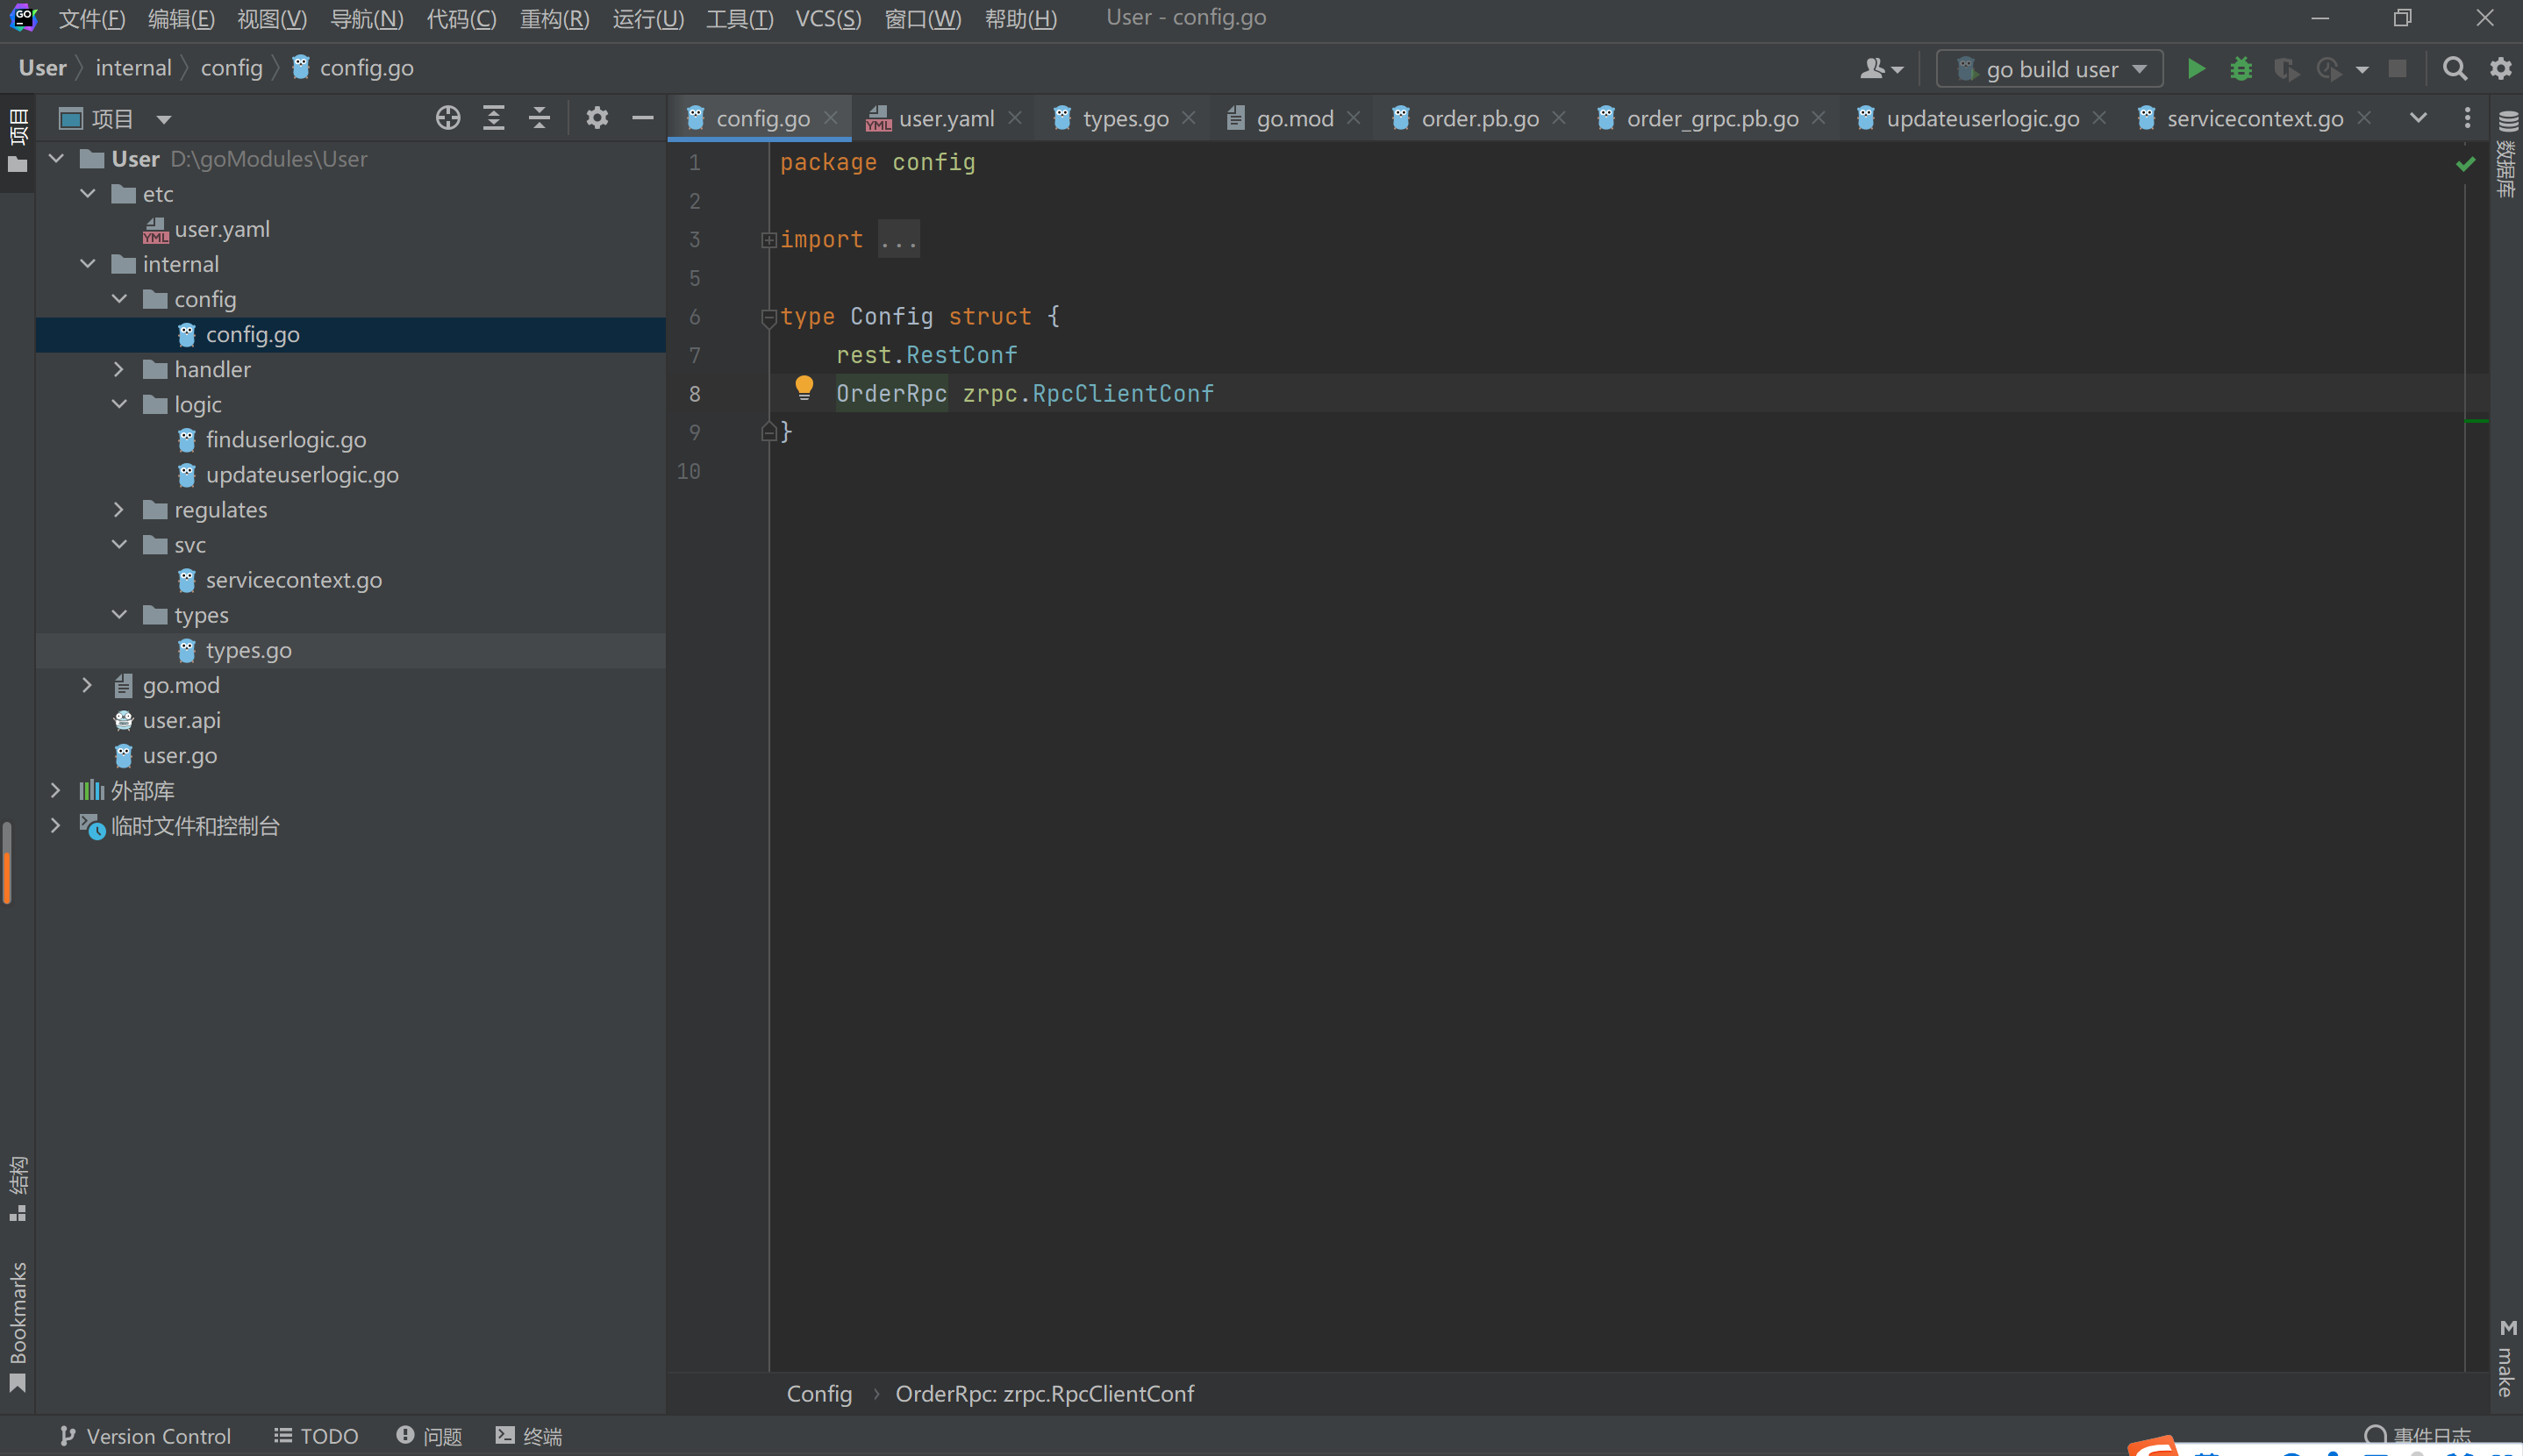 文件(F) 编辑(E) 视图(V) 导航(N) 代码(C) 重构(R) 运行(U) 工具(T) VCS(S) 窗口(W) 帮助(H) User - config.go
User internal config config.go go build user
项目
config.go user.yaml types.go go.mod order.pb.go order_grpc.pb.go updateuserlogic.go servicecontext.go
项目
User D:\goModules\User
etc
user.yaml
internal
config
config.go
handler
logic
finduserlogic.go
updateuserlogic.go
regulates
svc
servicecontext.go
types
types.go
go.mod
user.api
user.go
外部库
临时文件和控制台
结构
Bookmarks
1 package config
2
3 import ...
5
6 type Config struct {
7 rest.RestConf
8 OrderRpc zrpc.RpcClientConf
9 }
10
数据库
make
Config › OrderRpc: zrpc.RpcClientConf
Version Control TODO 问题 终端 事件日志